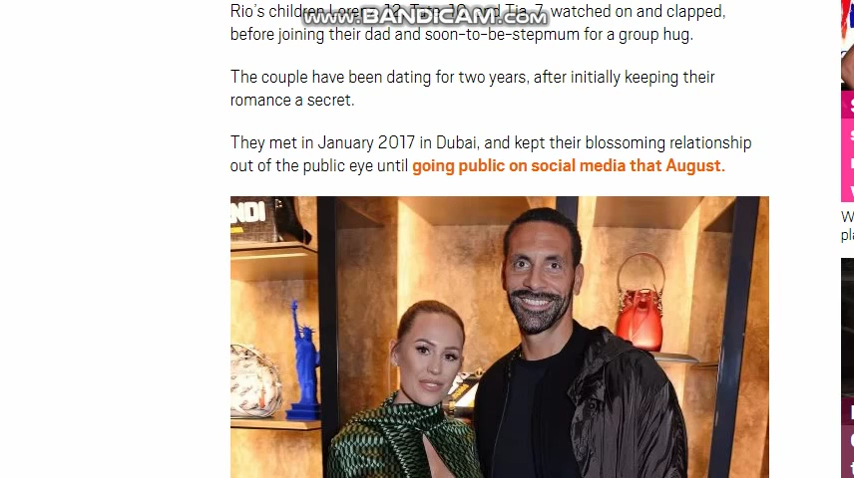 www.BANDICAM.com
Rio's children Lorenz, 12, Tate, 10, and Tia, 7, watched on and clapped,
before joining their dad and soon-to-be-stepmum for a group hug.
The couple have been dating for two years, after initially keeping their
romance a secret.
They met in January 2017 in Dubai, and kept their blossoming relationship
out of the public eye until going public on social media that August.
NDI
W
pl